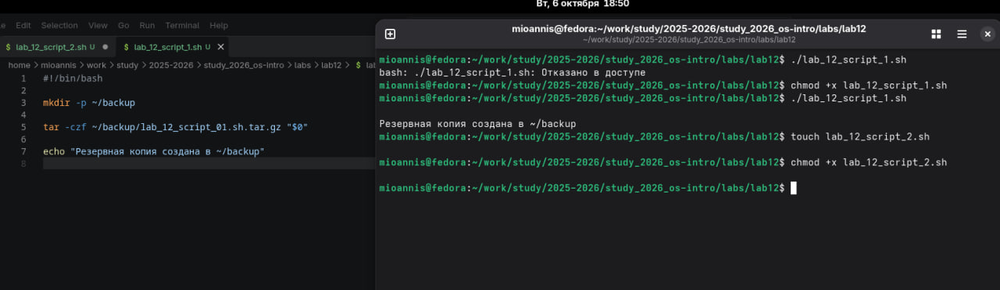 Вт, 6 октября 18:50
Edit Selection View Go Run Terminal Help
$ lab_12_script_2.sh U ● $ lab_12_script_1.sh U ×
home > mioannis > work > study > 2025-2026 > study_2026_os-intro > labs > lab12 > $
1 #!/bin/bash
2
3 mkdir -p ~/backup
4
5 tar -czf ~/backup/lab_12_script_01.sh.tar.gz "$0"
6
7 echo "Резервная копия создана в ~/backup"
8
mioannis@fedora:~/work/study/2025-2026/study_2026_os-intro/labs/lab12
~/work/study/2025-2026/study_2026_os-intro/labs/lab12
mioannis@fedora:~/work/study/2025-2026/study_2026_os-intro/labs/lab12$ ./lab_12_script_1.sh
bash: ./lab_12_script_1.sh: Отказано в доступе
mioannis@fedora:~/work/study/2025-2026/study_2026_os-intro/labs/lab12$ chmod +x lab_12_script_1.sh
mioannis@fedora:~/work/study/2025-2026/study_2026_os-intro/labs/lab12$ ./lab_12_script_1.sh
Резервная копия создана в ~/backup
mioannis@fedora:~/work/study/2025-2026/study_2026_os-intro/labs/lab12$ touch lab_12_script_2.sh
mioannis@fedora:~/work/study/2025-2026/study_2026_os-intro/labs/lab12$ chmod +x lab_12_script_2.sh
mioannis@fedora:~/work/study/2025-2026/study_2026_os-intro/labs/lab12$